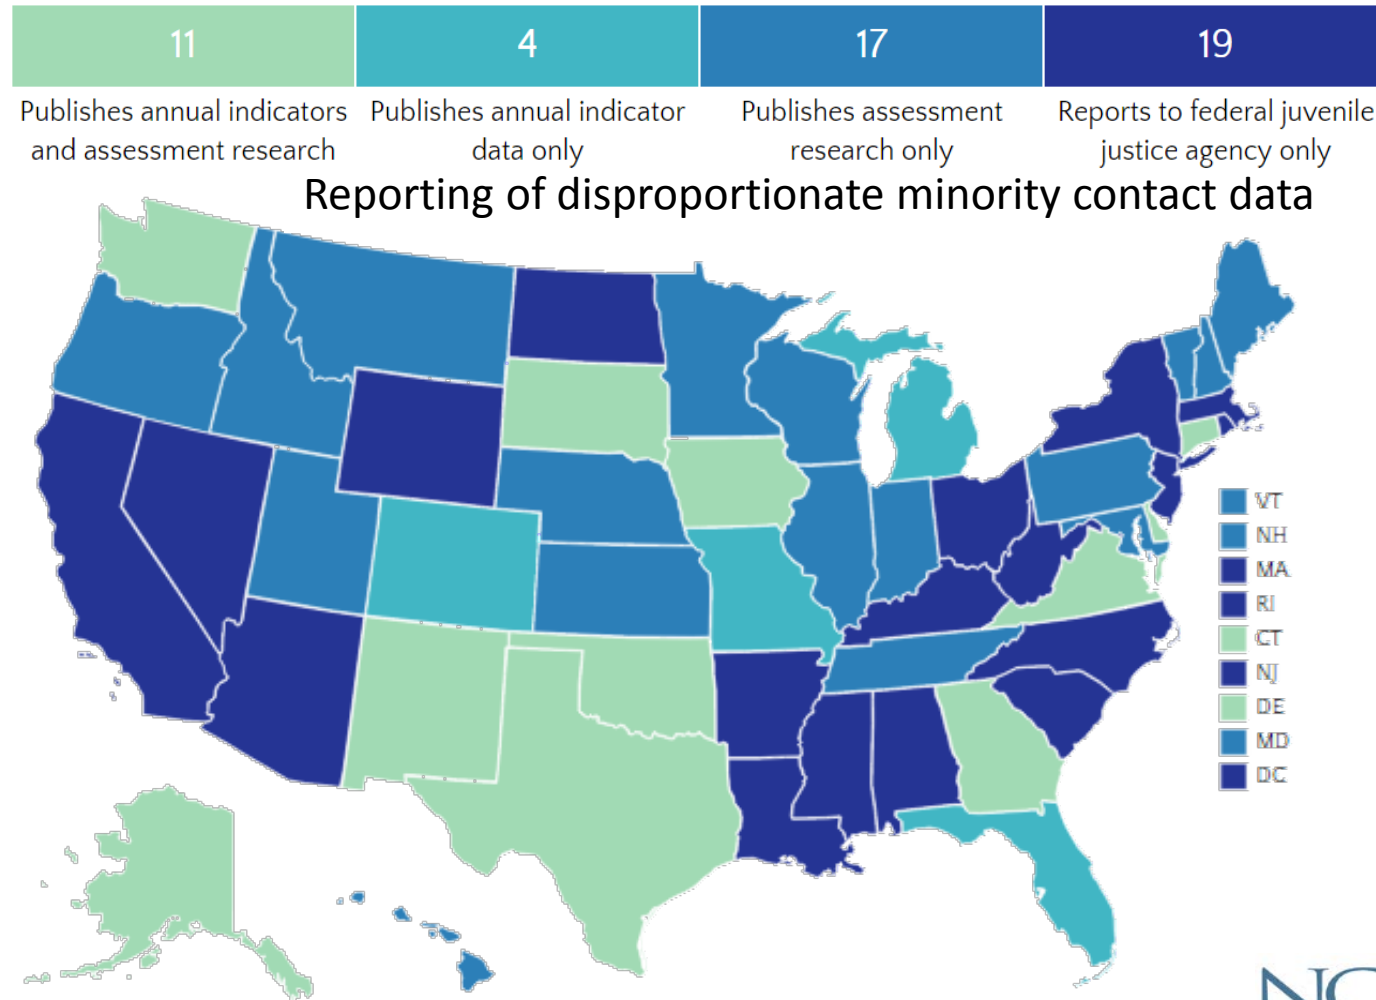 11
4
17
19
Publishes annual indicators
and assessment research
Publishes annual indicator
data only
Publishes assessment
research only
Reports to federal juvenile
justice agency only
Reporting of disproportionate minority contact data
VT
NH
MA
RI
CT
NJ
DE
MD
DC